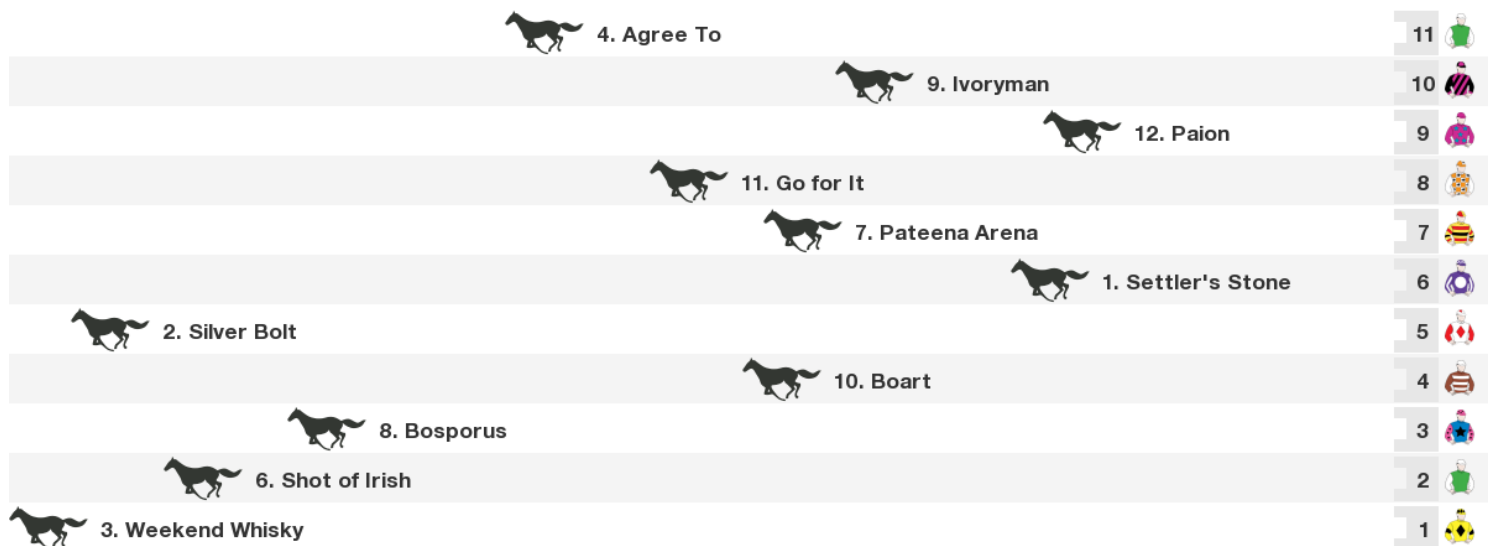 4. Agree To 11
9. Ivoryman 10
12. Paion 9
11. Go for It 8
7. Pateena Arena 7
1. Settler's Stone 6
2. Silver Bolt 5
10. Boart 4
8. Bosporus 3
6. Shot of Irish 2
3. Weekend Whisky 1